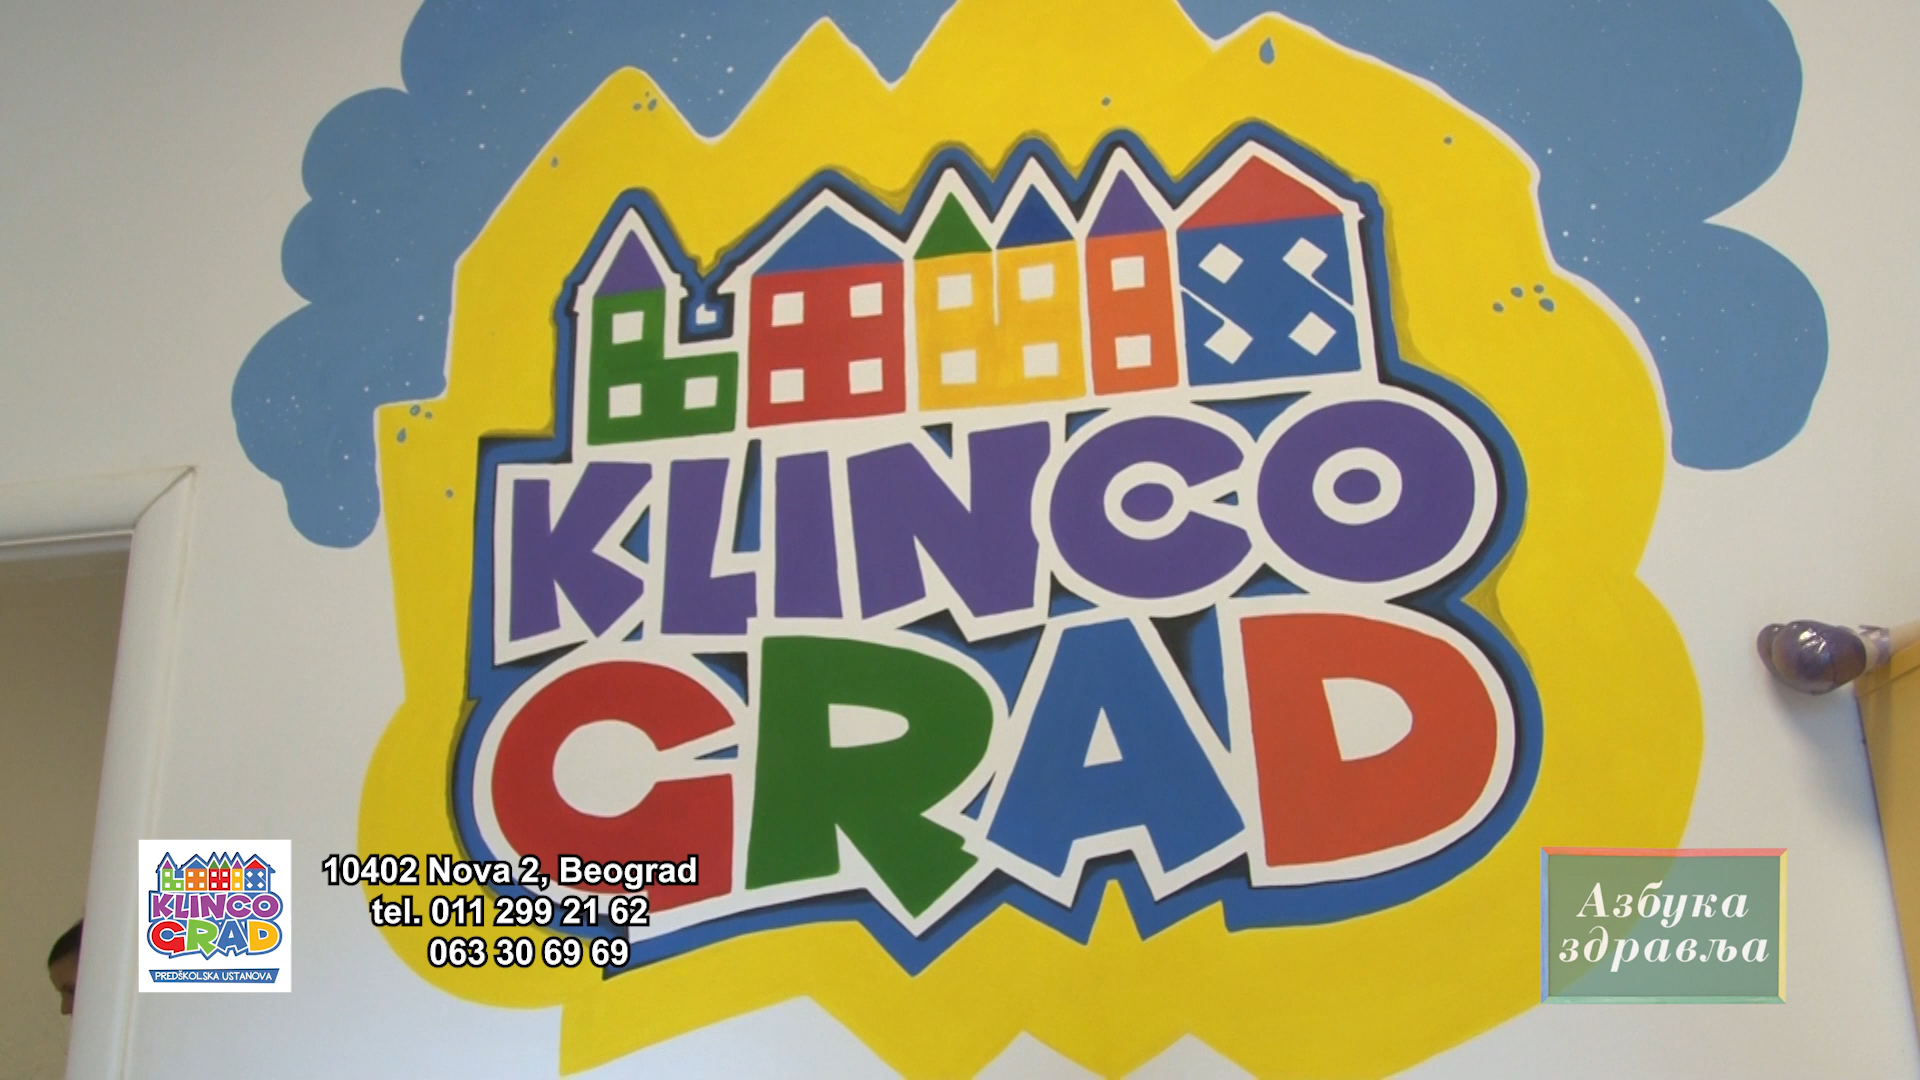 KLINCO
GRAD
KLINCO
GRAD
PREDŠKOLSKA USTANOVA
10402 Nova 2, Beograd
tel. 011 299 21 62
063 30 69 69
Азбука
здравља